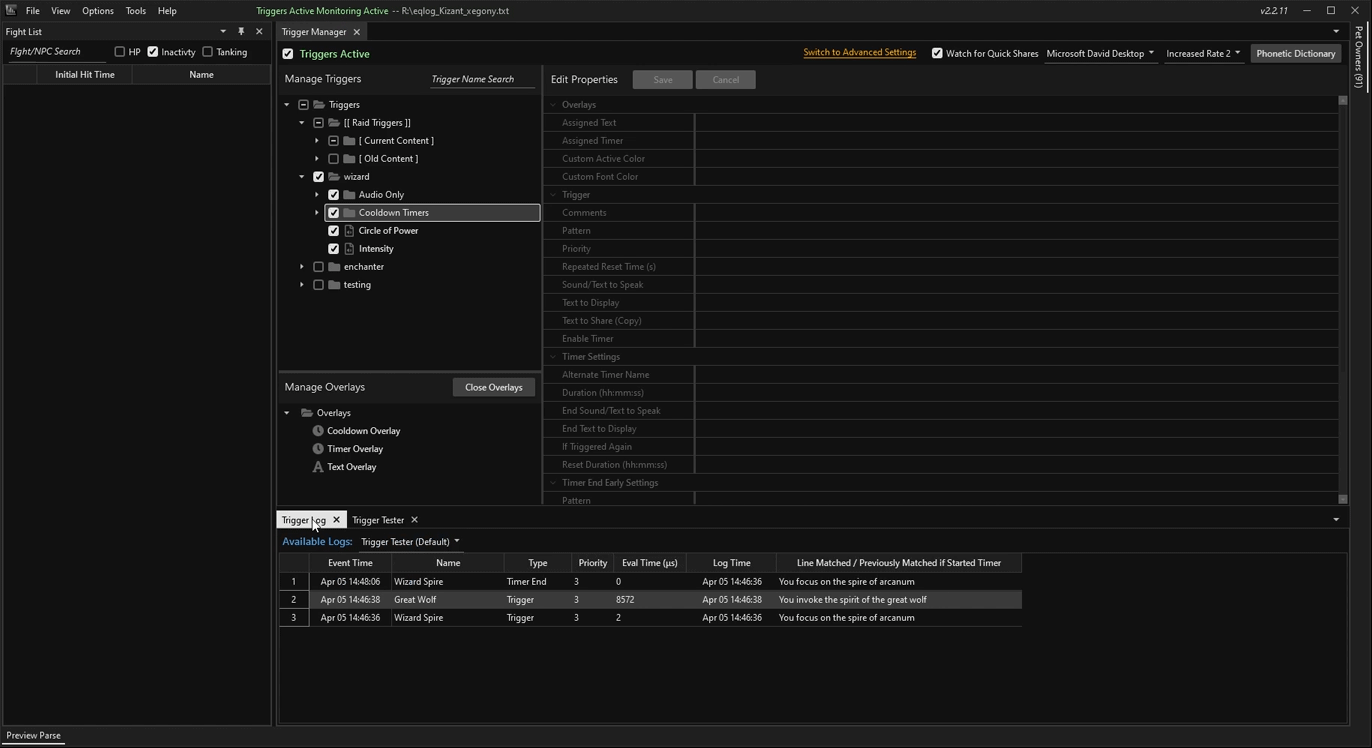 File View Options Tools Help Triggers Active Monitoring Active -- R:\eqlog_Kizant_xegony.txt v2.2.11
Fight List
Fight/NPC Search HP Inactivty Tanking
Initial Hit Time Name
Trigger Manager
Triggers Active Switch to Advanced Settings Watch for Quick Shares Microsoft David Desktop Increased Rate 2 Phonetic Dictionary
Manage Triggers Trigger Name Search
Triggers
[[ Raid Triggers ]]
[ Current Content ]
[ Old Content ]
wizard
Audio Only
Cooldown Timers
Circle of Power
Intensity
enchanter
testing
Manage Overlays Close Overlays
Overlays
Cooldown Overlay
Timer Overlay
Text Overlay
Edit Properties Save Cancel
Overlays
Assigned Text
Assigned Timer
Custom Active Color
Custom Font Color
Trigger
Comments
Pattern
Priority
Repeated Reset Time (s)
Sound/Text to Speak
Text to Display
Text to Share (Copy)
Enable Timer
Timer Settings
Alternate Timer Name
Duration (hh:mm:ss)
End Sound/Text to Speak
End Text to Display
If Triggered Again
Reset Duration (hh:mm:ss)
Timer End Early Settings
Pattern
Trigger Log Trigger Tester
Available Logs: Trigger Tester (Default)
Event Time Name Type Priority Eval Time (µs) Log Time Line Matched / Previously Matched if Started Timer
1 Apr 05 14:48:06 Wizard Spire Timer End 3 0 Apr 05 14:46:36 You focus on the spire of arcanum
2 Apr 05 14:46:38 Great Wolf Trigger 3 8572 Apr 05 14:46:38 You invoke the spirit of the great wolf
3 Apr 05 14:46:36 Wizard Spire Trigger 3 2 Apr 05 14:46:36 You focus on the spire of arcanum
Pet Owners (91)
Preview Parse